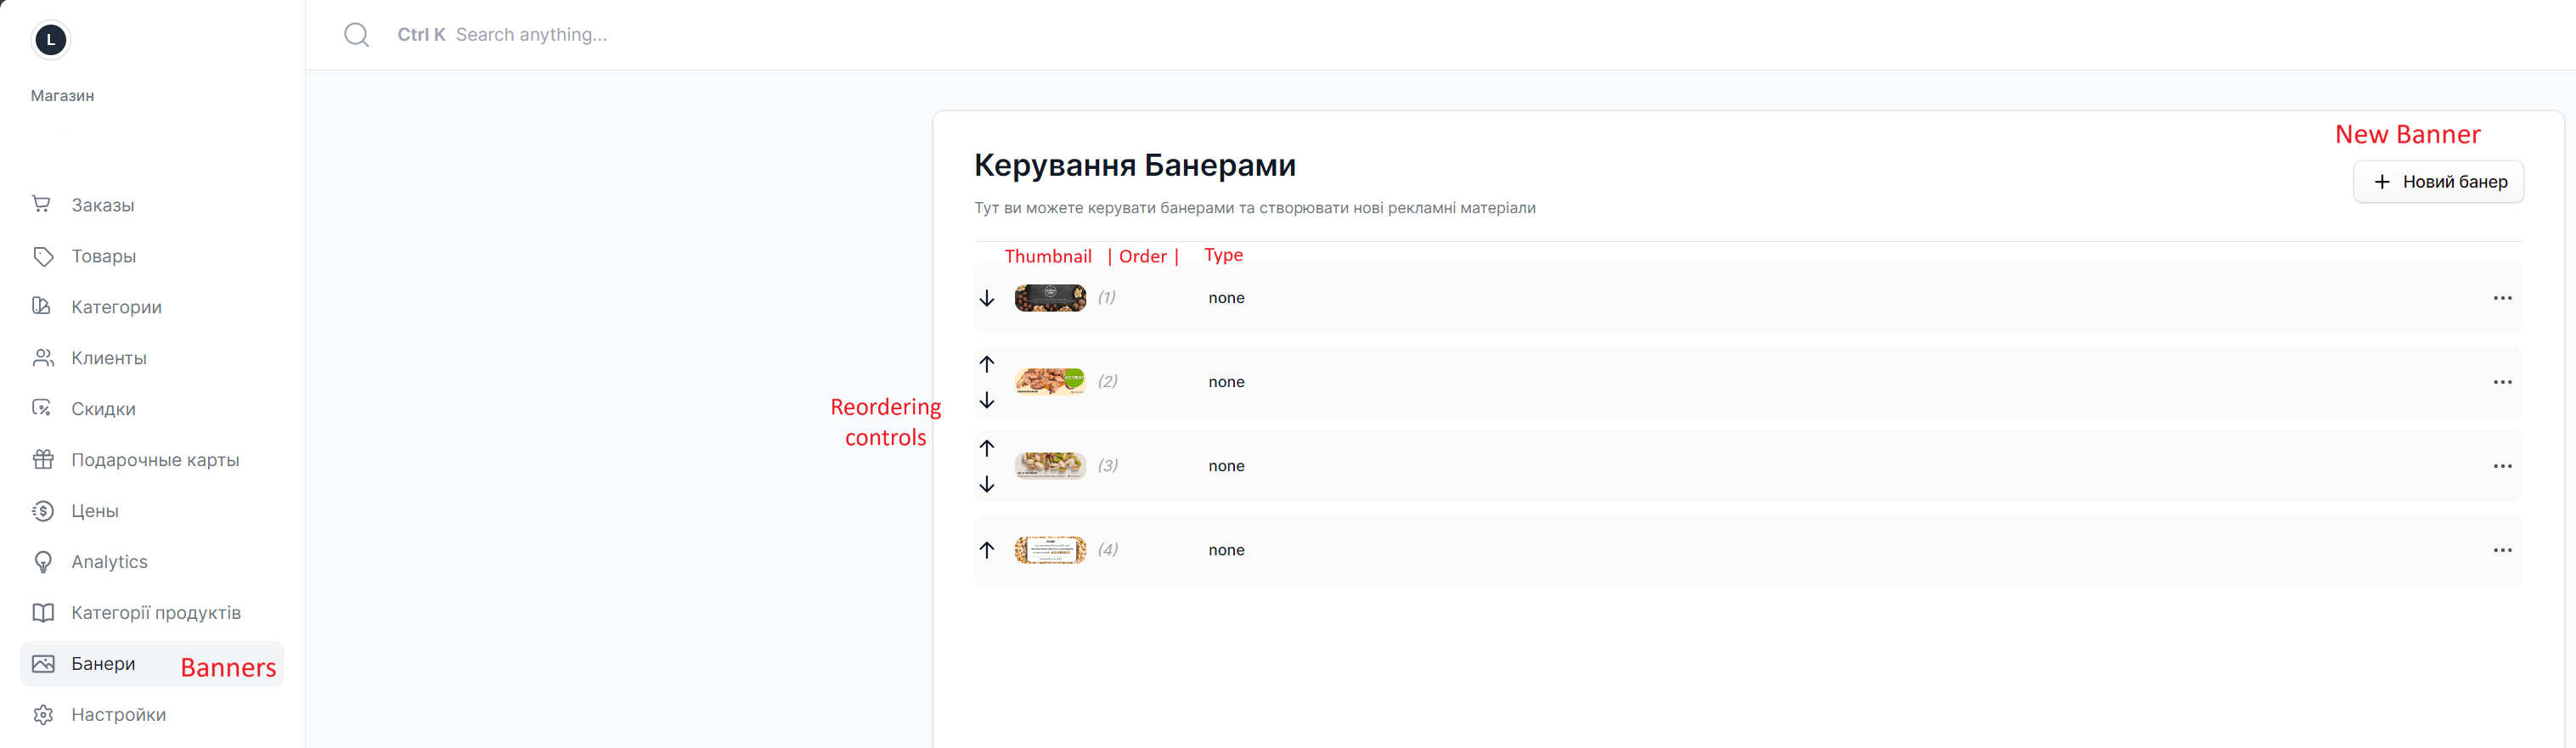 L
Ctrl K Search anything...
Магазин
Заказы
Товары
Категории
Клиенты
Скидки
Подарочные карты
Цены
Analytics
Категорії продуктів
Банери Banners
Настройки
New Banner
Керування Банерами
+ Новий банер
Тут ви можете керувати банерами та створювати нові рекламні матеріали
Thumbnail | Order | Type
(1) none
(2) none
Reordering
controls
(3) none
(4) none